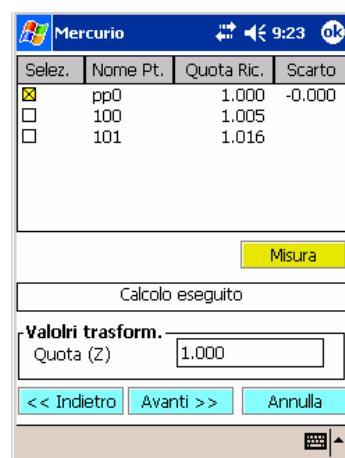 Mercurio 9:23 ok
Selez. Nome Pt. Quota Ric. Scarto
pp0 1.000 -0.000
100 1.005
101 1.016
Misura
Calcolo eseguito
Valolri trasform.
Quota (Z) 1.000
<< Indietro Avanti >> Annulla